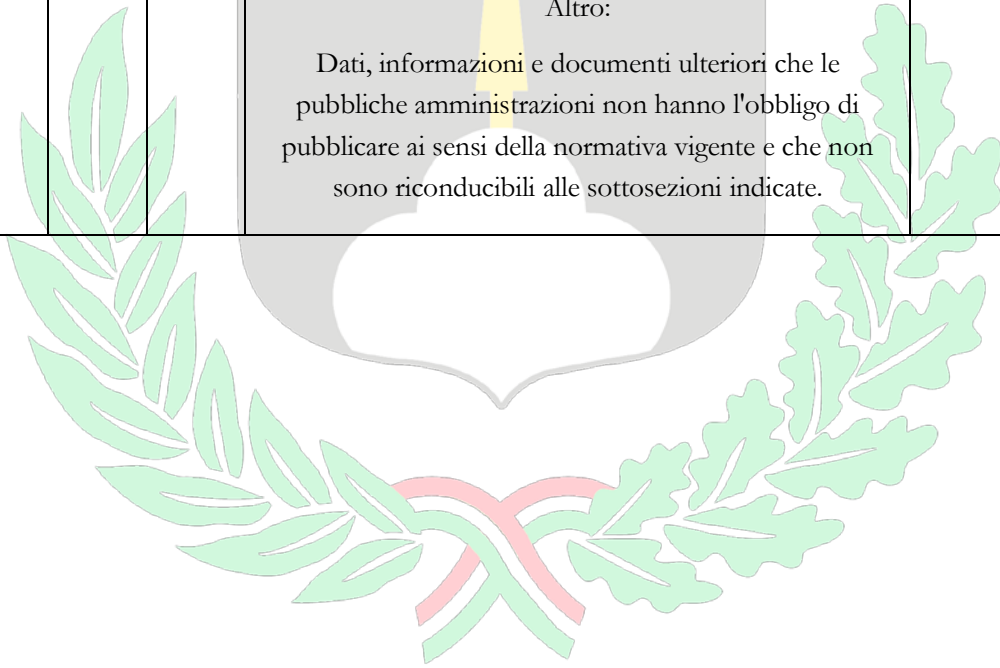 Altro:
Dati, informazioni e documenti ulteriori che le
pubbliche amministrazioni non hanno l'obbligo di
pubblicare ai sensi della normativa vigente e che non
sono riconducibili alle sottosezioni indicate.